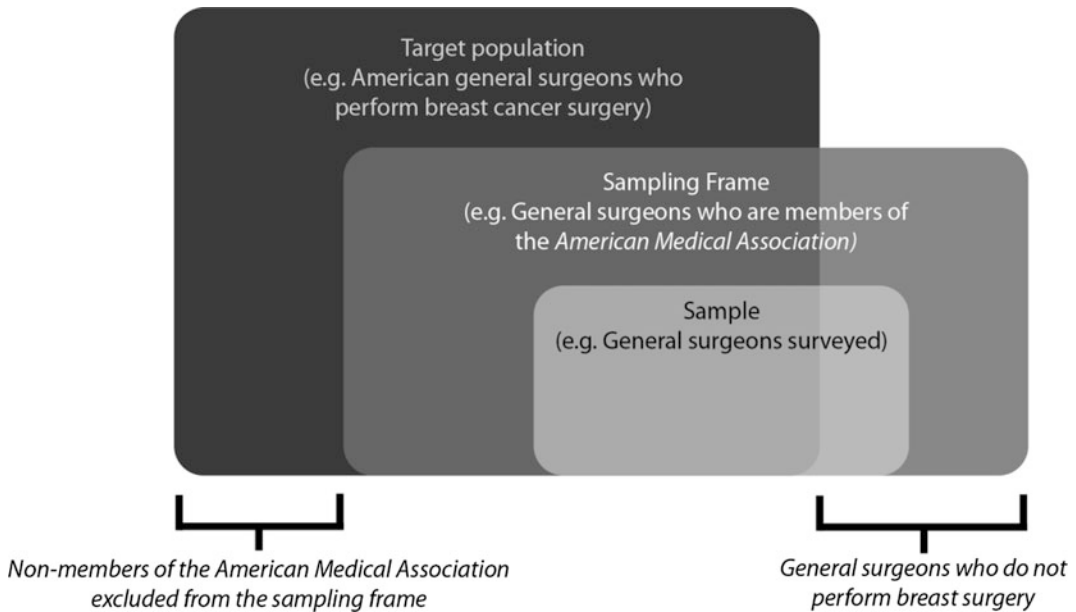 Target population
(e.g. American general surgeons who
perform breast cancer surgery)
Sampling Frame
(e.g. General surgeons who are members of
the American Medical Association)
Sample
(e.g. General surgeons surveyed)
Non-members of the American Medical Association
excluded from the sampling frame
General surgeons who do not
perform breast surgery